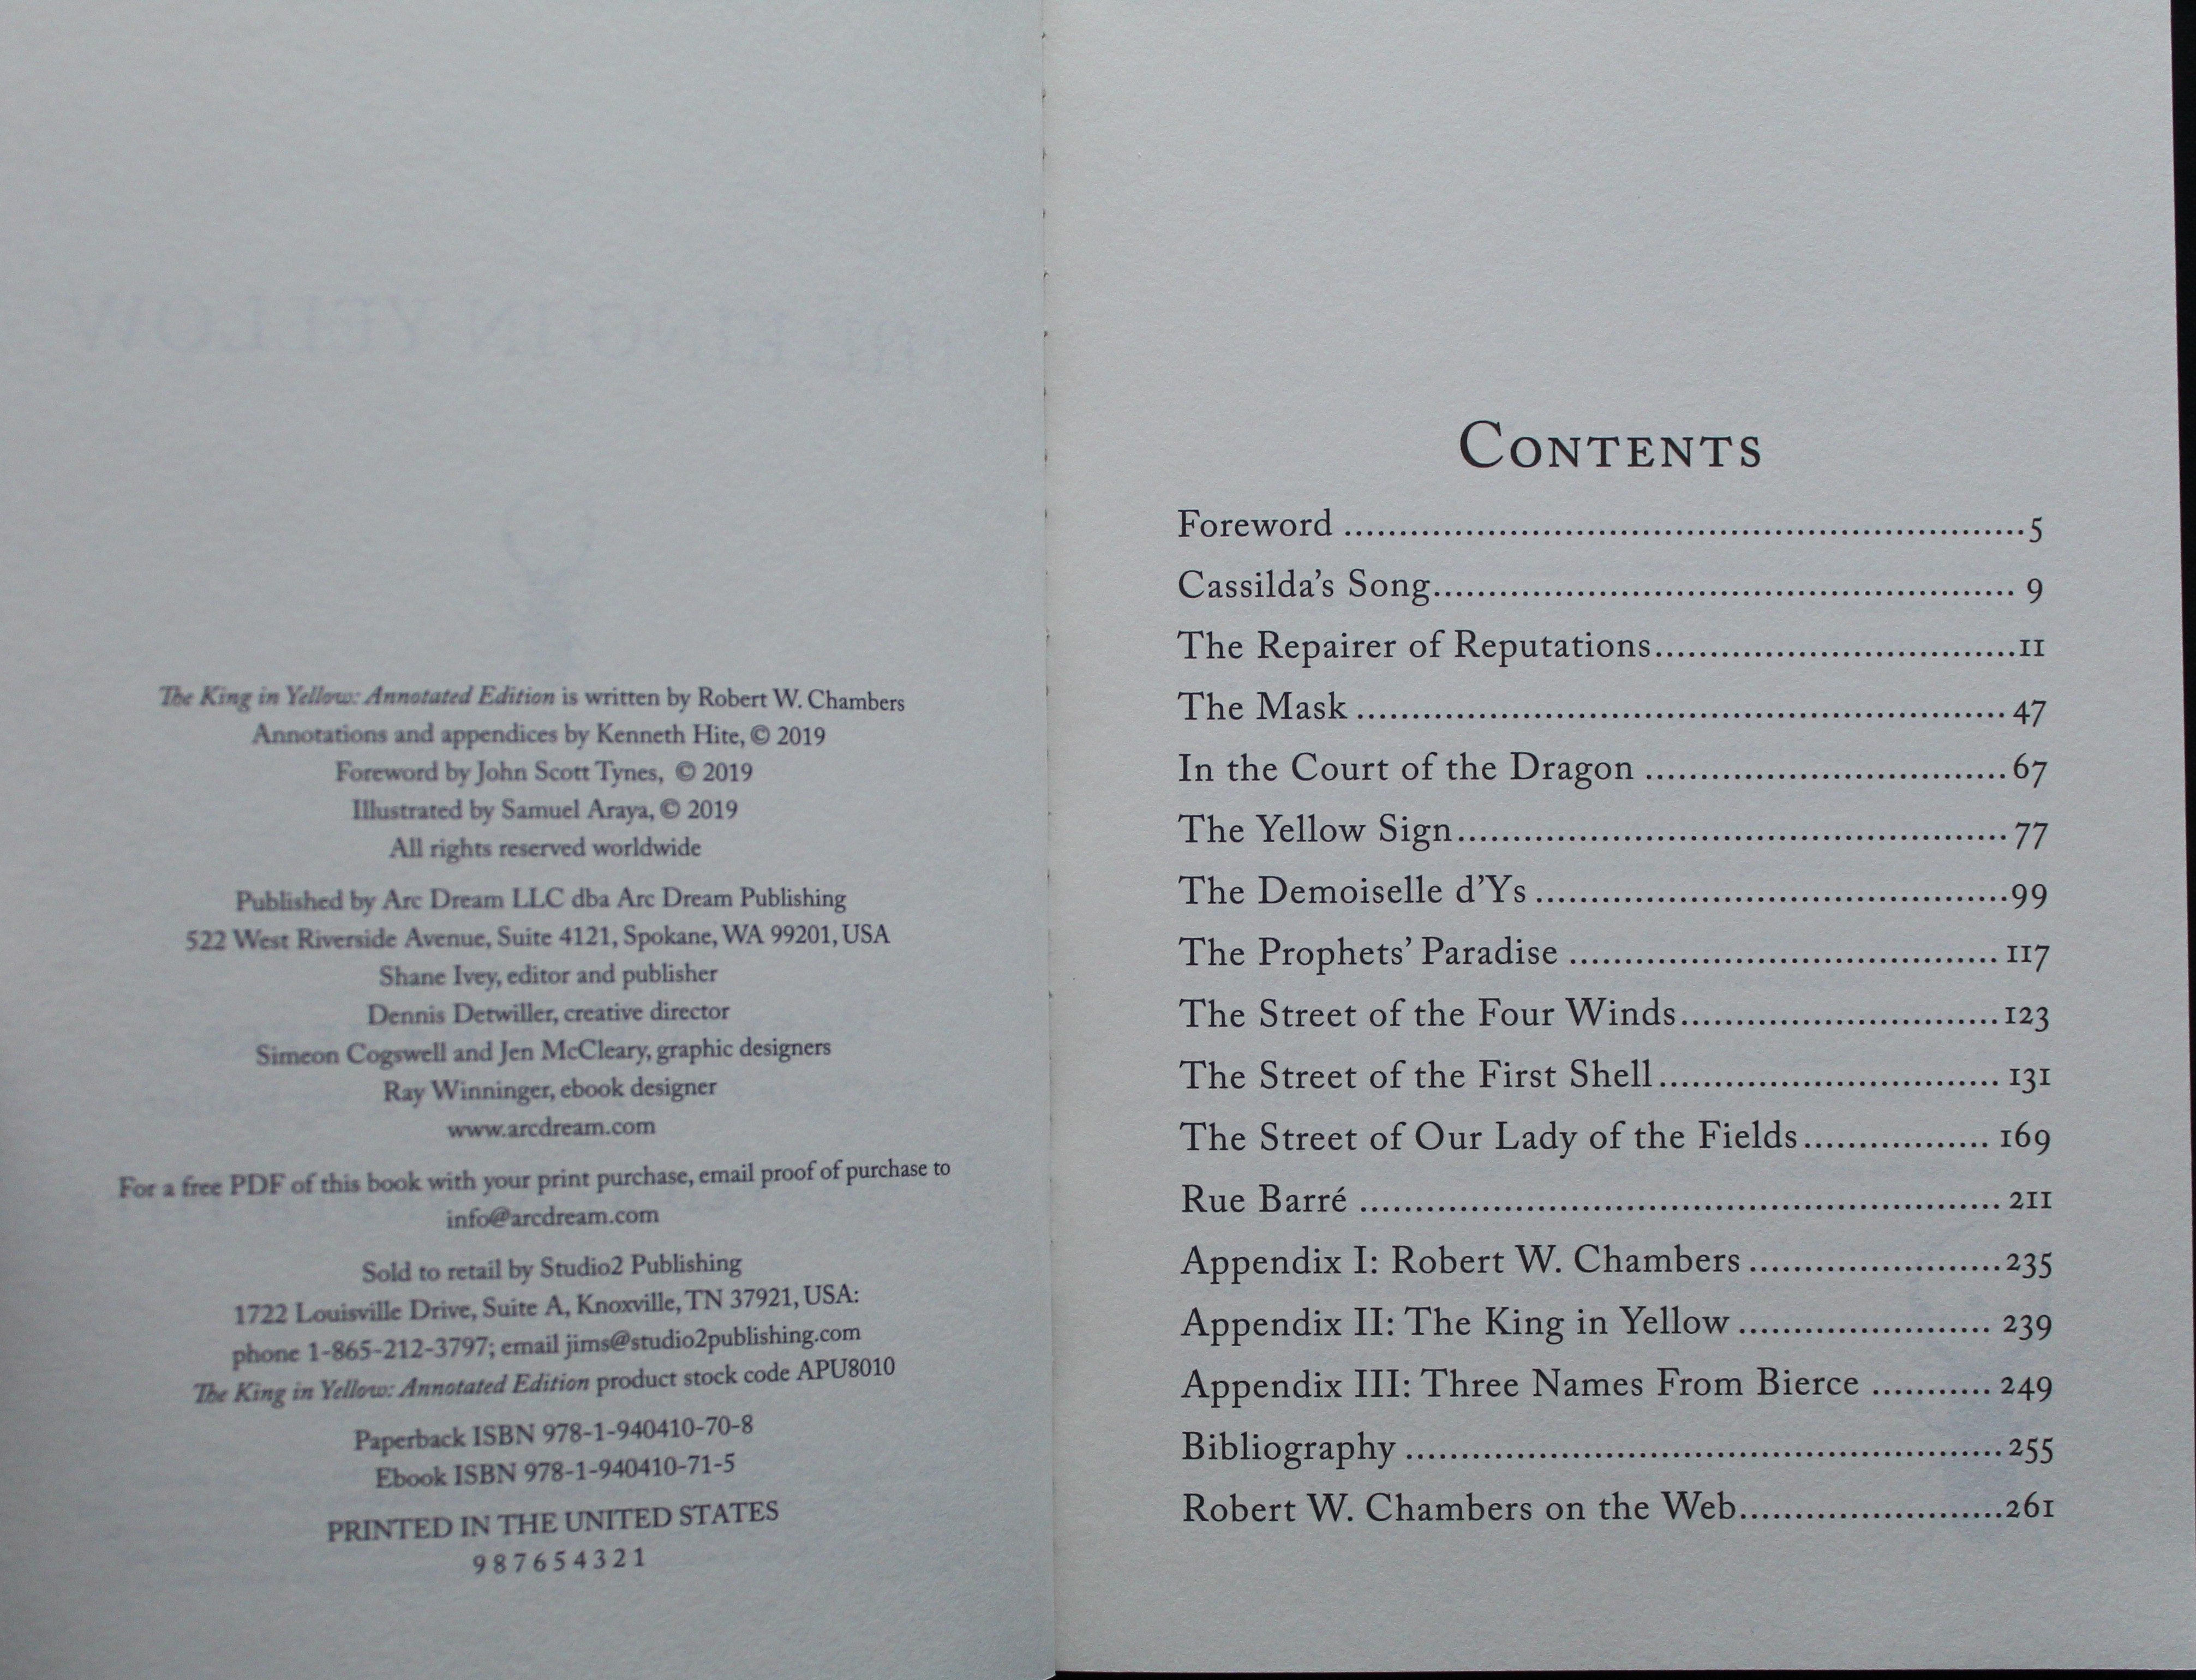 THE KING IN YELLOW
The King in Yellow: Annotated Edition is written by Robert W. Chambers
Annotations and appendices by Kenneth Hite, © 2019
Foreword by John Scott Tynes, © 2019
Illustrated by Samuel Araya, © 2019
All rights reserved worldwide
Published by Arc Dream LLC dba Arc Dream Publishing
522 West Riverside Avenue, Suite 4121, Spokane, WA 99201, USA
Shane Ivey, editor and publisher
Dennis Detwiller, creative director
Simeon Cogswell and Jen McCleary, graphic designers
Ray Winninger, ebook designer
www.arcdream.com
For a free PDF of this book with your print purchase, email proof of purchase to
info@arcdream.com
Sold to retail by Studio2 Publishing
1722 Louisville Drive, Suite A, Knoxville, TN 37921, USA:
phone 1-865-212-3797; email jims@studio2publishing.com
The King in Yellow: Annotated Edition product stock code APU8010
Paperback ISBN 978-1-940410-70-8
Ebook ISBN 978-1-940410-71-5
PRINTED IN THE UNITED STATES
9 8 7 6 5 4 3 2 1
CONTENTS
Foreword ..... 5
Cassilda's Song ..... 9
The Repairer of Reputations ..... 11
The Mask ..... 47
In the Court of the Dragon ..... 67
The Yellow Sign ..... 77
The Demoiselle d'Ys ..... 99
The Prophets' Paradise ..... 117
The Street of the Four Winds ..... 123
The Street of the First Shell ..... 131
The Street of Our Lady of the Fields ..... 169
Rue Barré ..... 211
Appendix I: Robert W. Chambers ..... 235
Appendix II: The King in Yellow ..... 239
Appendix III: Three Names From Bierce ..... 249
Bibliography ..... 255
Robert W. Chambers on the Web ..... 261